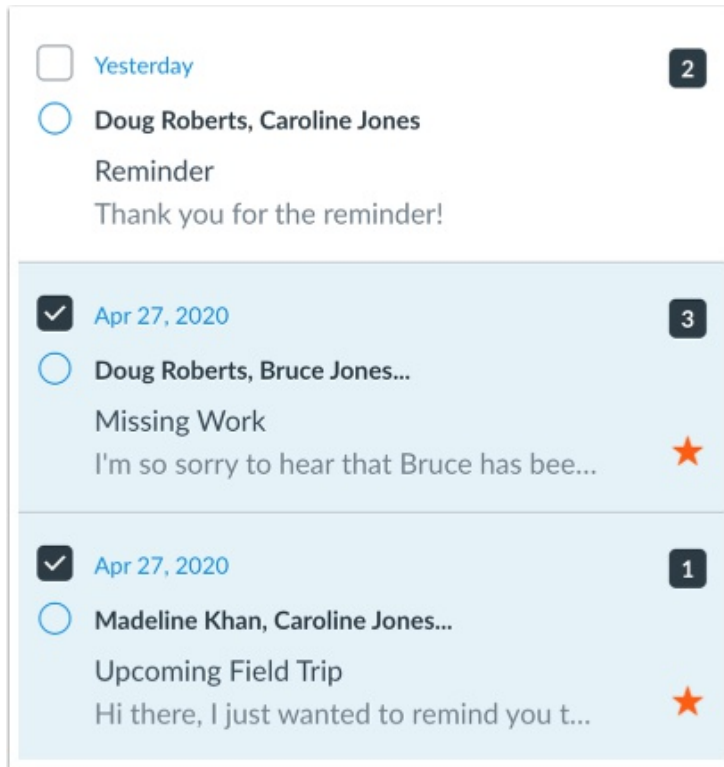 Yesterday 2
Doug Roberts, Caroline Jones
Reminder
Thank you for the reminder!
Apr 27, 2020 3
Doug Roberts, Bruce Jones...
Missing Work
I'm so sorry to hear that Bruce has bee...
Apr 27, 2020 1
Madeline Khan, Caroline Jones...
Upcoming Field Trip
Hi there, I just wanted to remind you t...